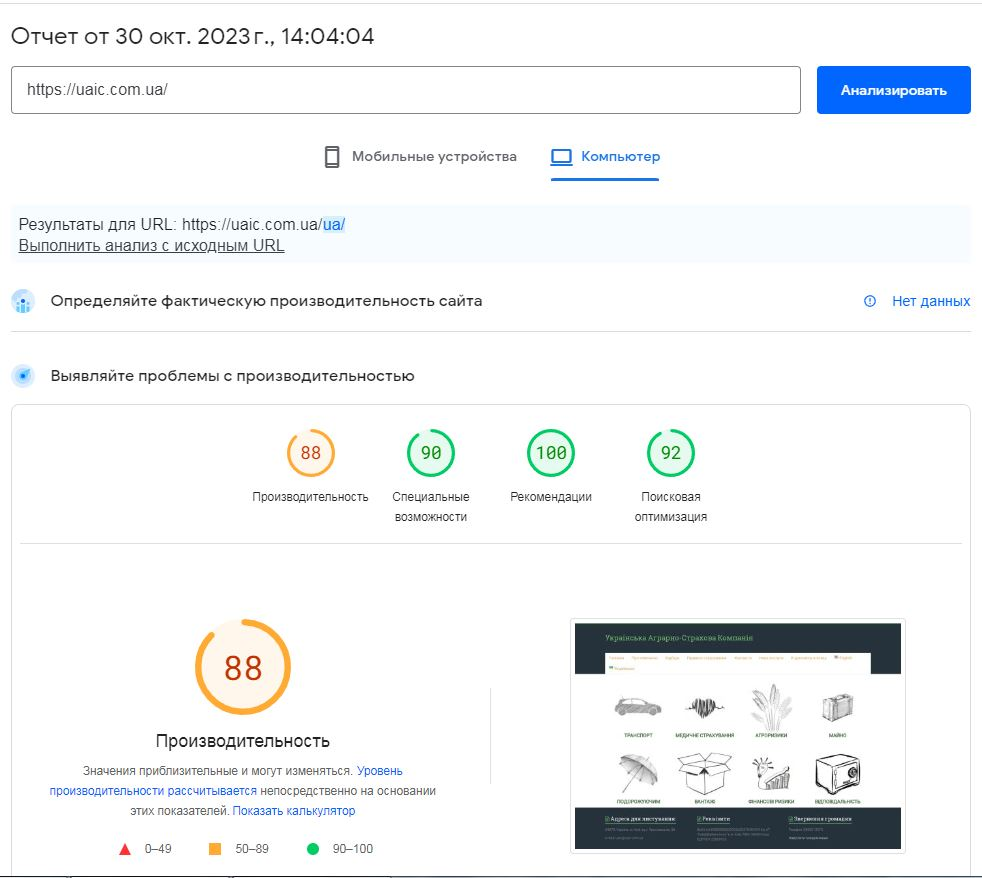 Отчет от 30 окт. 2023 г., 14:04:04
https://uaic.com.ua/
Анализировать
Мобильные устройства
Компьютер
Результаты для URL: https://uaic.com.ua/ua/
Выполнить анализ с исходным URL
Определяйте фактическую производительность сайта
Нет данных
Выявляйте проблемы с производительностью
88
90
100
92
Производительность
Специальные
возможности
Рекомендации
Поисковая
оптимизация
88
Производительность
Значения приблизительные и могут изменяться. Уровень
производительности рассчитывается непосредственно на основании
этих показателей. Показать калькулятор
0–49
50–89
90–100
Українська Аграрно-Страхова Компанія
ТРАНСПОРТ
МЕДИЧНЕ СТРАХУВАННЯ
АГРОРИЗИКИ
МАЙНО
ПОДОРОЖУЮЧИМ
ВАНТАЖІ
ФІНАНСОВІ РИЗИКИ
ВІДПОВІДАЛЬНІСТЬ
Адреса для листування
Реквізити
Звернення громадян